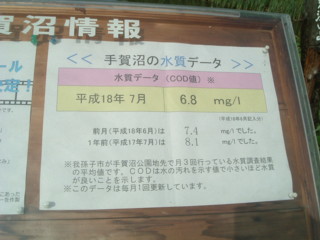 賀沼情報
<< 手賀沼の水質データ >>
水質データ(COD値) ※
平成18年 7月 6.8 mg/l
前月(平成18年6月)は 7.4 mg/l でした。
1年前(平成17年7月)は 8.1 mg/l でした。
※我孫子市が手賀沼公園地先で月3回行っている水質調査結果
の平均値です。CODは水の汚れを示す値で小さいほど水質
が良いことを示します。
※このデータは毎月1回更新しています。